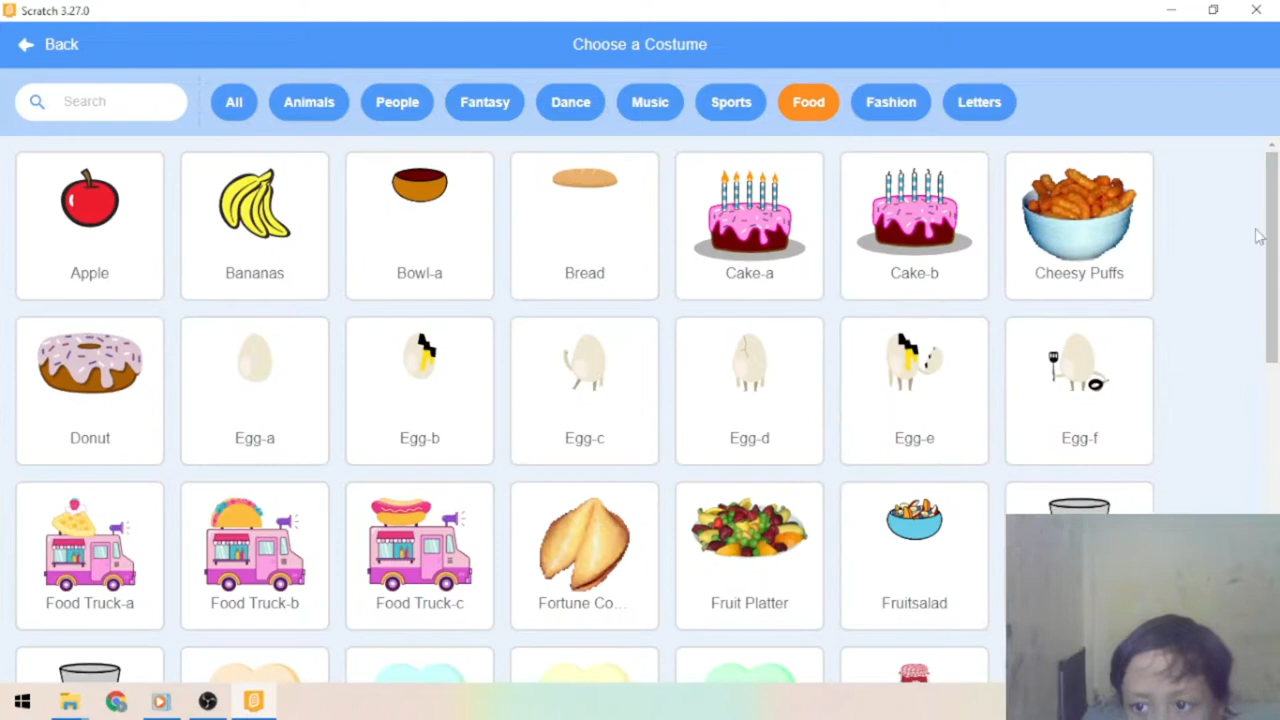 Scratch 3.27.0
Back
Choose a Costume
Search
All
Animals
People
Fantasy
Dance
Music
Sports
Food
Fashion
Letters
Apple
Bananas
Bowl-a
Bread
Cake-a
Cake-b
Cheesy Puffs
Donut
Egg-a
Egg-b
Egg-c
Egg-d
Egg-e
Egg-f
Food Truck-a
Food Truck-b
Food Truck-c
Fortune Co...
Fruit Platter
Fruitsalad